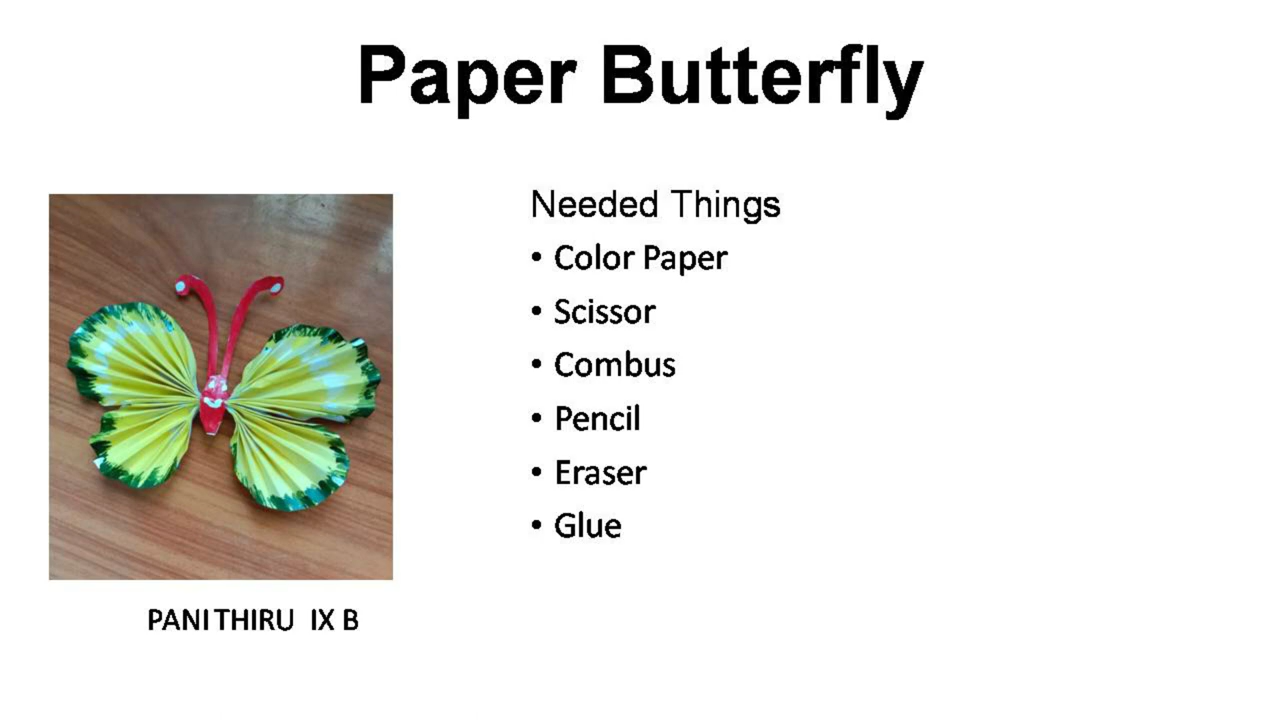 Paper Butterfly
Needed Things
• Color Paper
• Scissor
• Combus
• Pencil
• Eraser
• Glue
PANI THIRU IX B